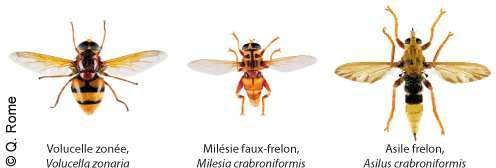 © Q. Rome
Volucelle zonée,
Volucella zonaria
Milésie faux-frelon,
Milesia crabroniformis
Asile frelon,
Asilus crabroniformis